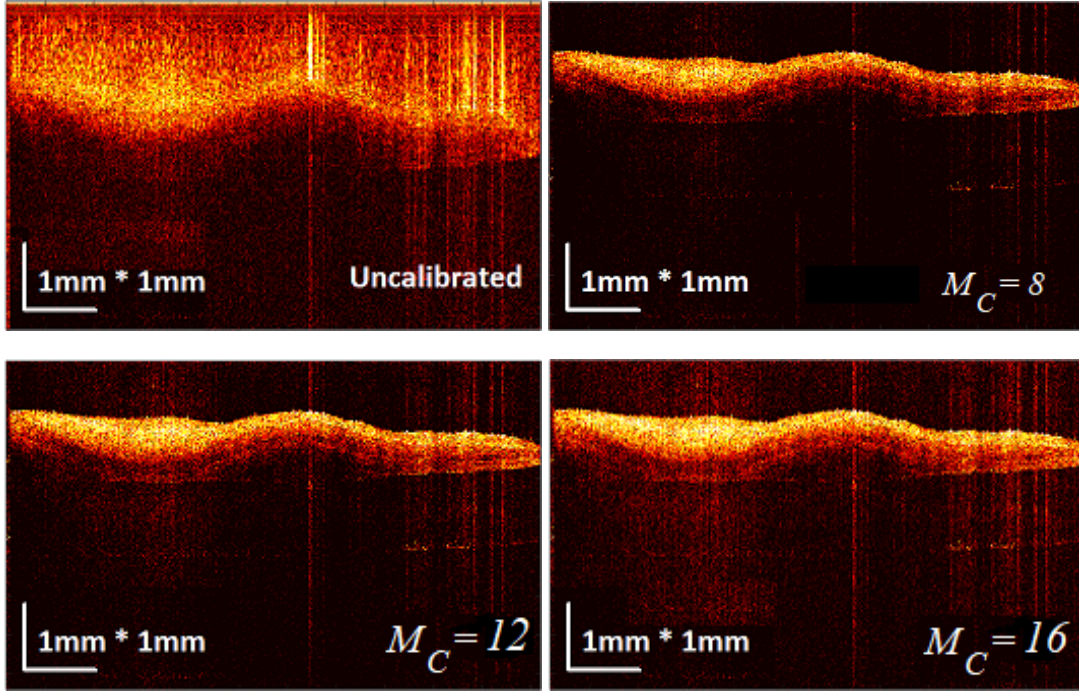 1mm * 1mm
Uncalibrated
1mm * 1mm
M_C = 8
1mm * 1mm
M_C = 12
1mm * 1mm
M_C = 16